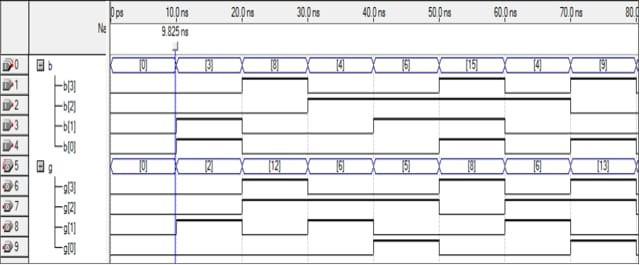 Na
0 ps 10.0 ns 20.0 ns 30.0 ns 40.0 ns 50.0 ns 60.0 ns 70.0 ns 80.0
9.825 ns
0 b [0] [3] [8] [4] [6] [15] [4] [9]
1 b[3]
2 b[2]
3 b[1]
4 b[0]
5 g [0] [2] [12] [6] [5] [8] [6] [13]
6 g[3]
7 g[2]
8 g[1]
9 g[0]